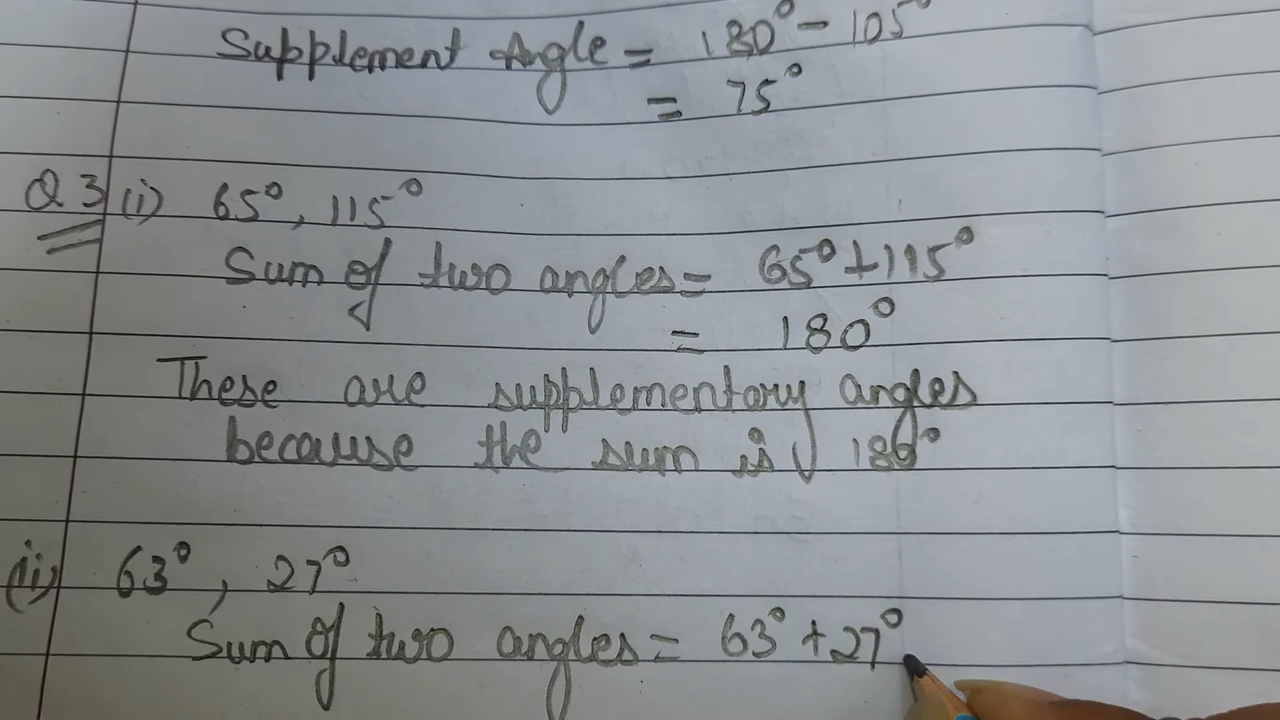 Supplement Angle = 180° - 105°
= 75°
Q 3 (i) 65°, 115°
Sum of two angles = 65° + 115°
= 180°
These are supplementary angles
because the sum is 180°
(ii) 63°, 27°
Sum of two angles = 63° + 27°